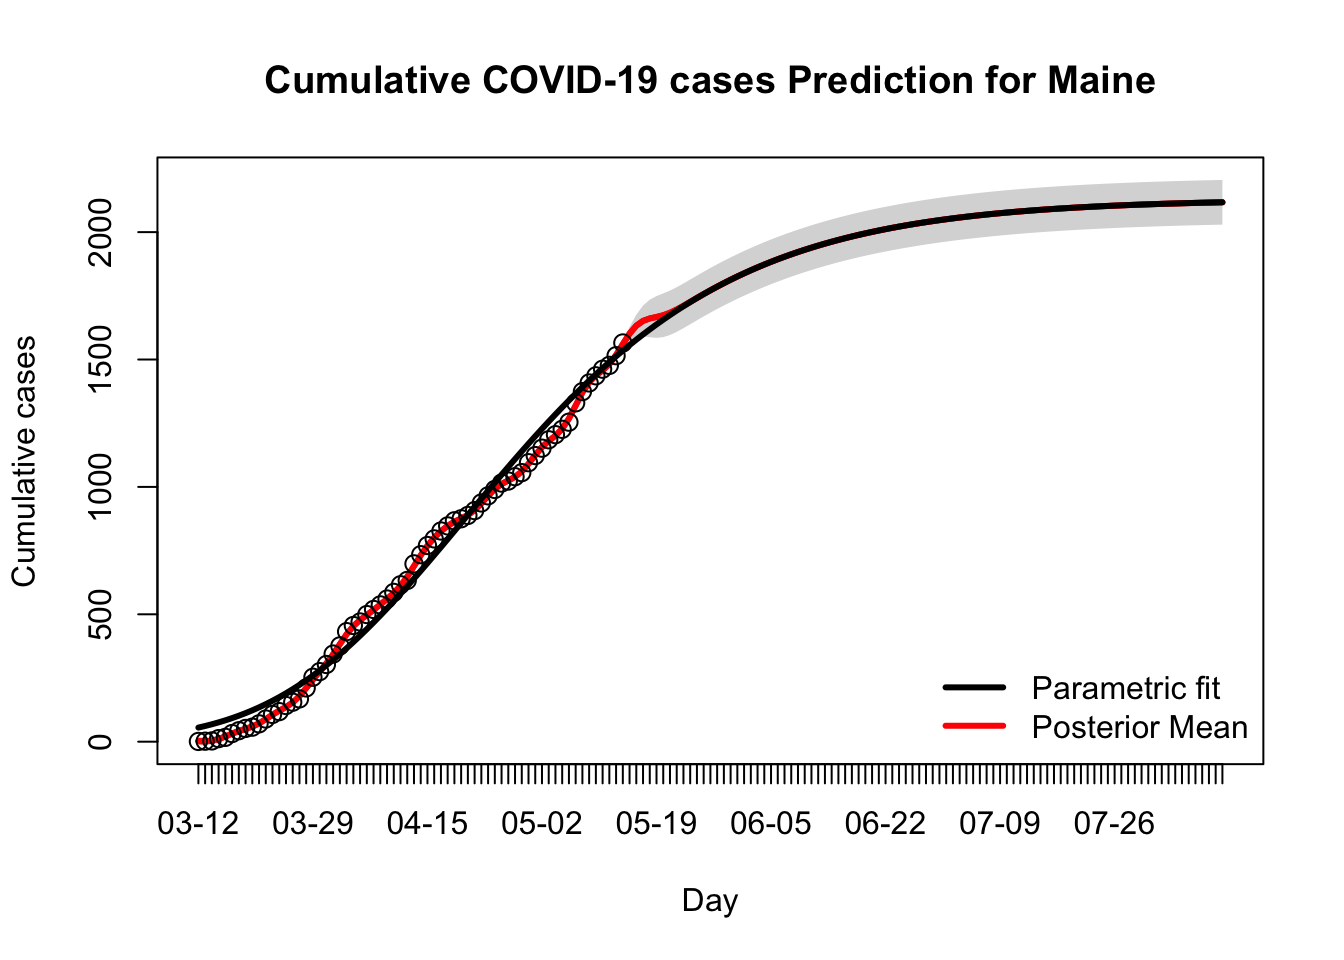 Cumulative COVID-19 cases Prediction for Maine
Cumulative cases
2000
1500
1000
500
0
Parametric fit
Posterior Mean
03-12 03-29 04-15 05-02 05-19 06-05 06-22 07-09 07-26
Day